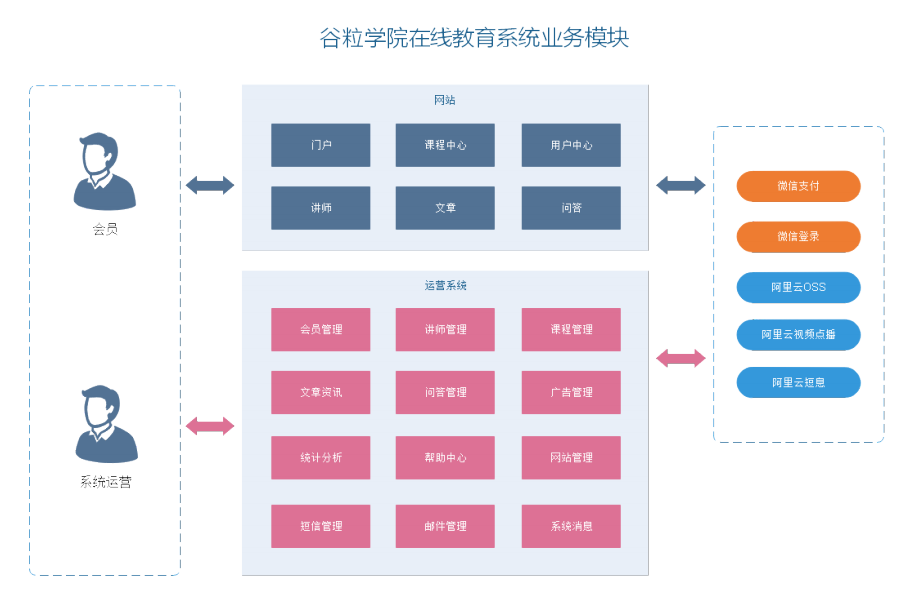 谷粒学院在线教育系统业务模块
会员
系统运营
网站
门户
课程中心
用户中心
讲师
文章
问答
运营系统
会员管理
讲师管理
课程管理
文章资讯
问答管理
广告管理
统计分析
帮助中心
网站管理
短信管理
邮件管理
系统消息
微信支付
微信登录
阿里云OSS
阿里云视频点播
阿里云短息